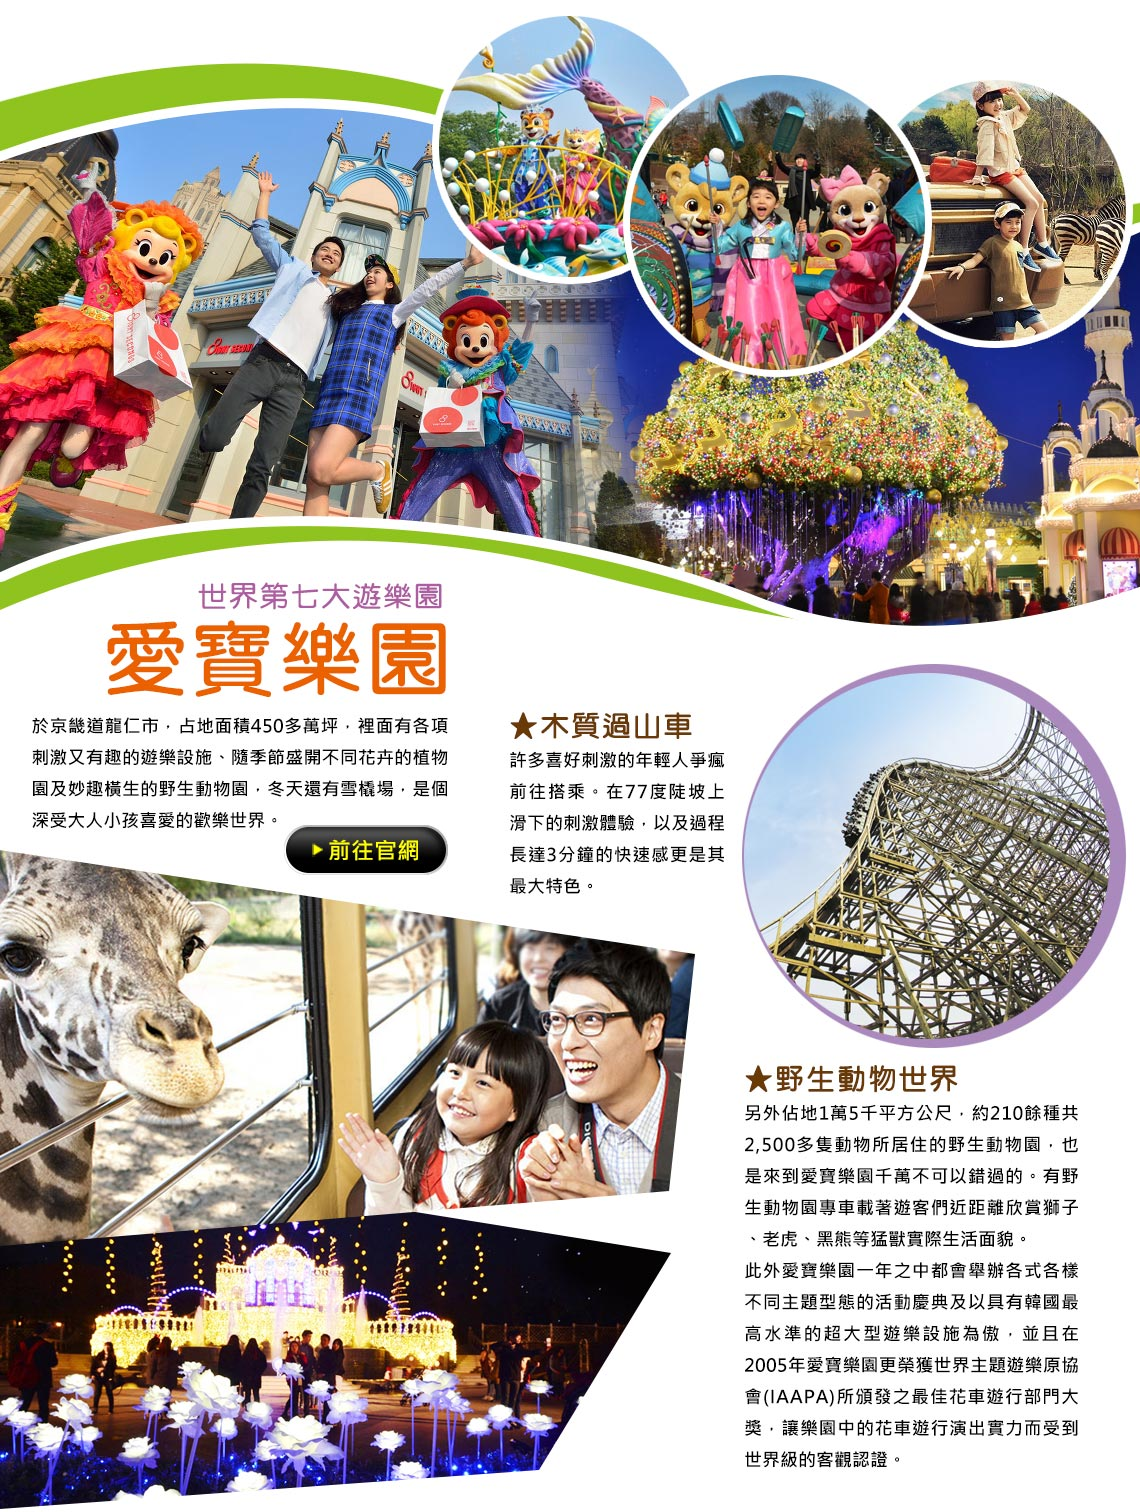 世界第七大遊樂園
愛寶樂園
於京畿道龍仁市，占地面積450多萬坪，裡面有各項
刺激又有趣的遊樂設施、隨季節盛開不同花卉的植物
園及妙趣橫生的野生動物園，冬天還有雪橇場，是個
深受大人小孩喜愛的歡樂世界。
前往官網
★木質過山車
許多喜好刺激的年輕人爭瘋
前往搭乘。在77度陡坡上
滑下的刺激體驗，以及過程
長達3分鐘的快速感更是其
最大特色。
★野生動物世界
另外佔地1萬5千平方公尺，約210餘種共
2,500多隻動物所居住的野生動物園，也
是來到愛寶樂園千萬不可以錯過的。有野
生動物園專車載著遊客們近距離欣賞獅子
、老虎、黑熊等猛獸實際生活面貌。
此外愛寶樂園一年之中都會舉辦各式各樣
不同主題型態的活動慶典及以具有韓國最
高水準的超大型遊樂設施為傲，並且在
2005年愛寶樂園更榮獲世界主題遊樂原協
會(IAAPA)所頒發之最佳花車遊行部門大
獎，讓樂園中的花車遊行演出實力而受到
世界級的客觀認證。